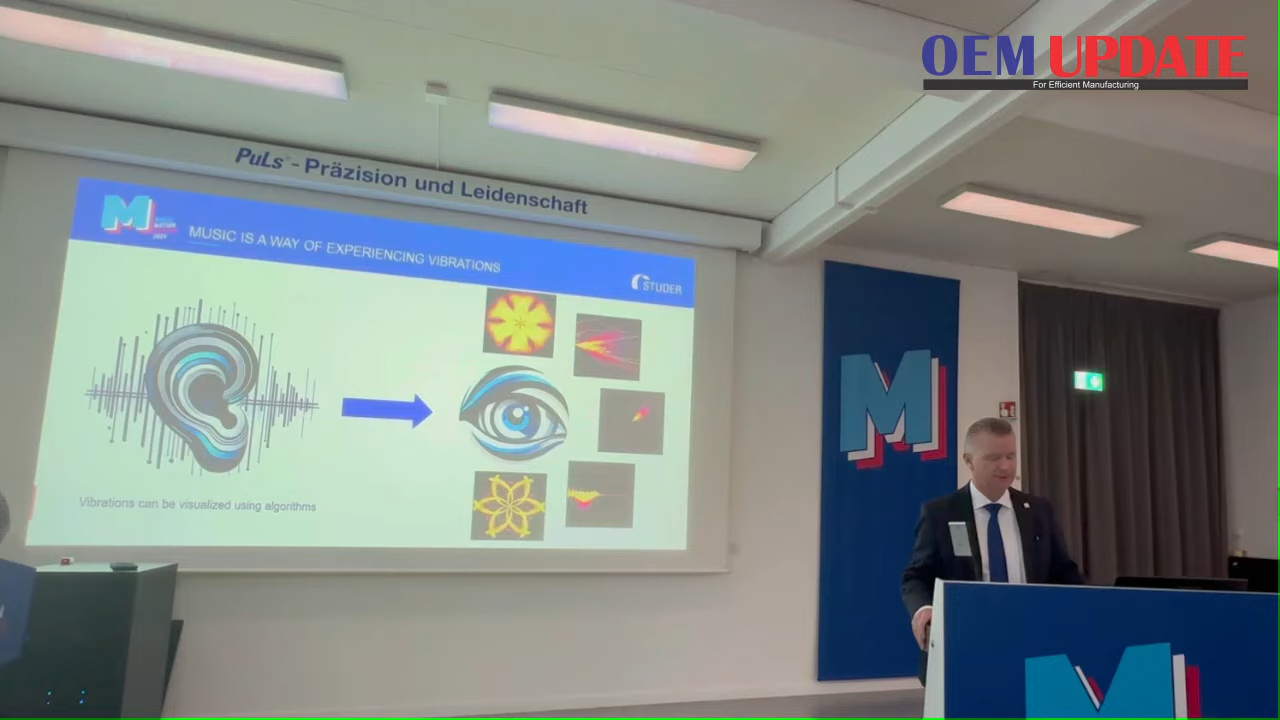 OEM UPDATE
For Efficient Manufacturing
PuLs® - Präzision und Leidenschaft
M
MUSIC IS A WAY OF EXPERIENCING VIBRATIONS
STUDER
Vibrations can be visualized using algorithms
M
M